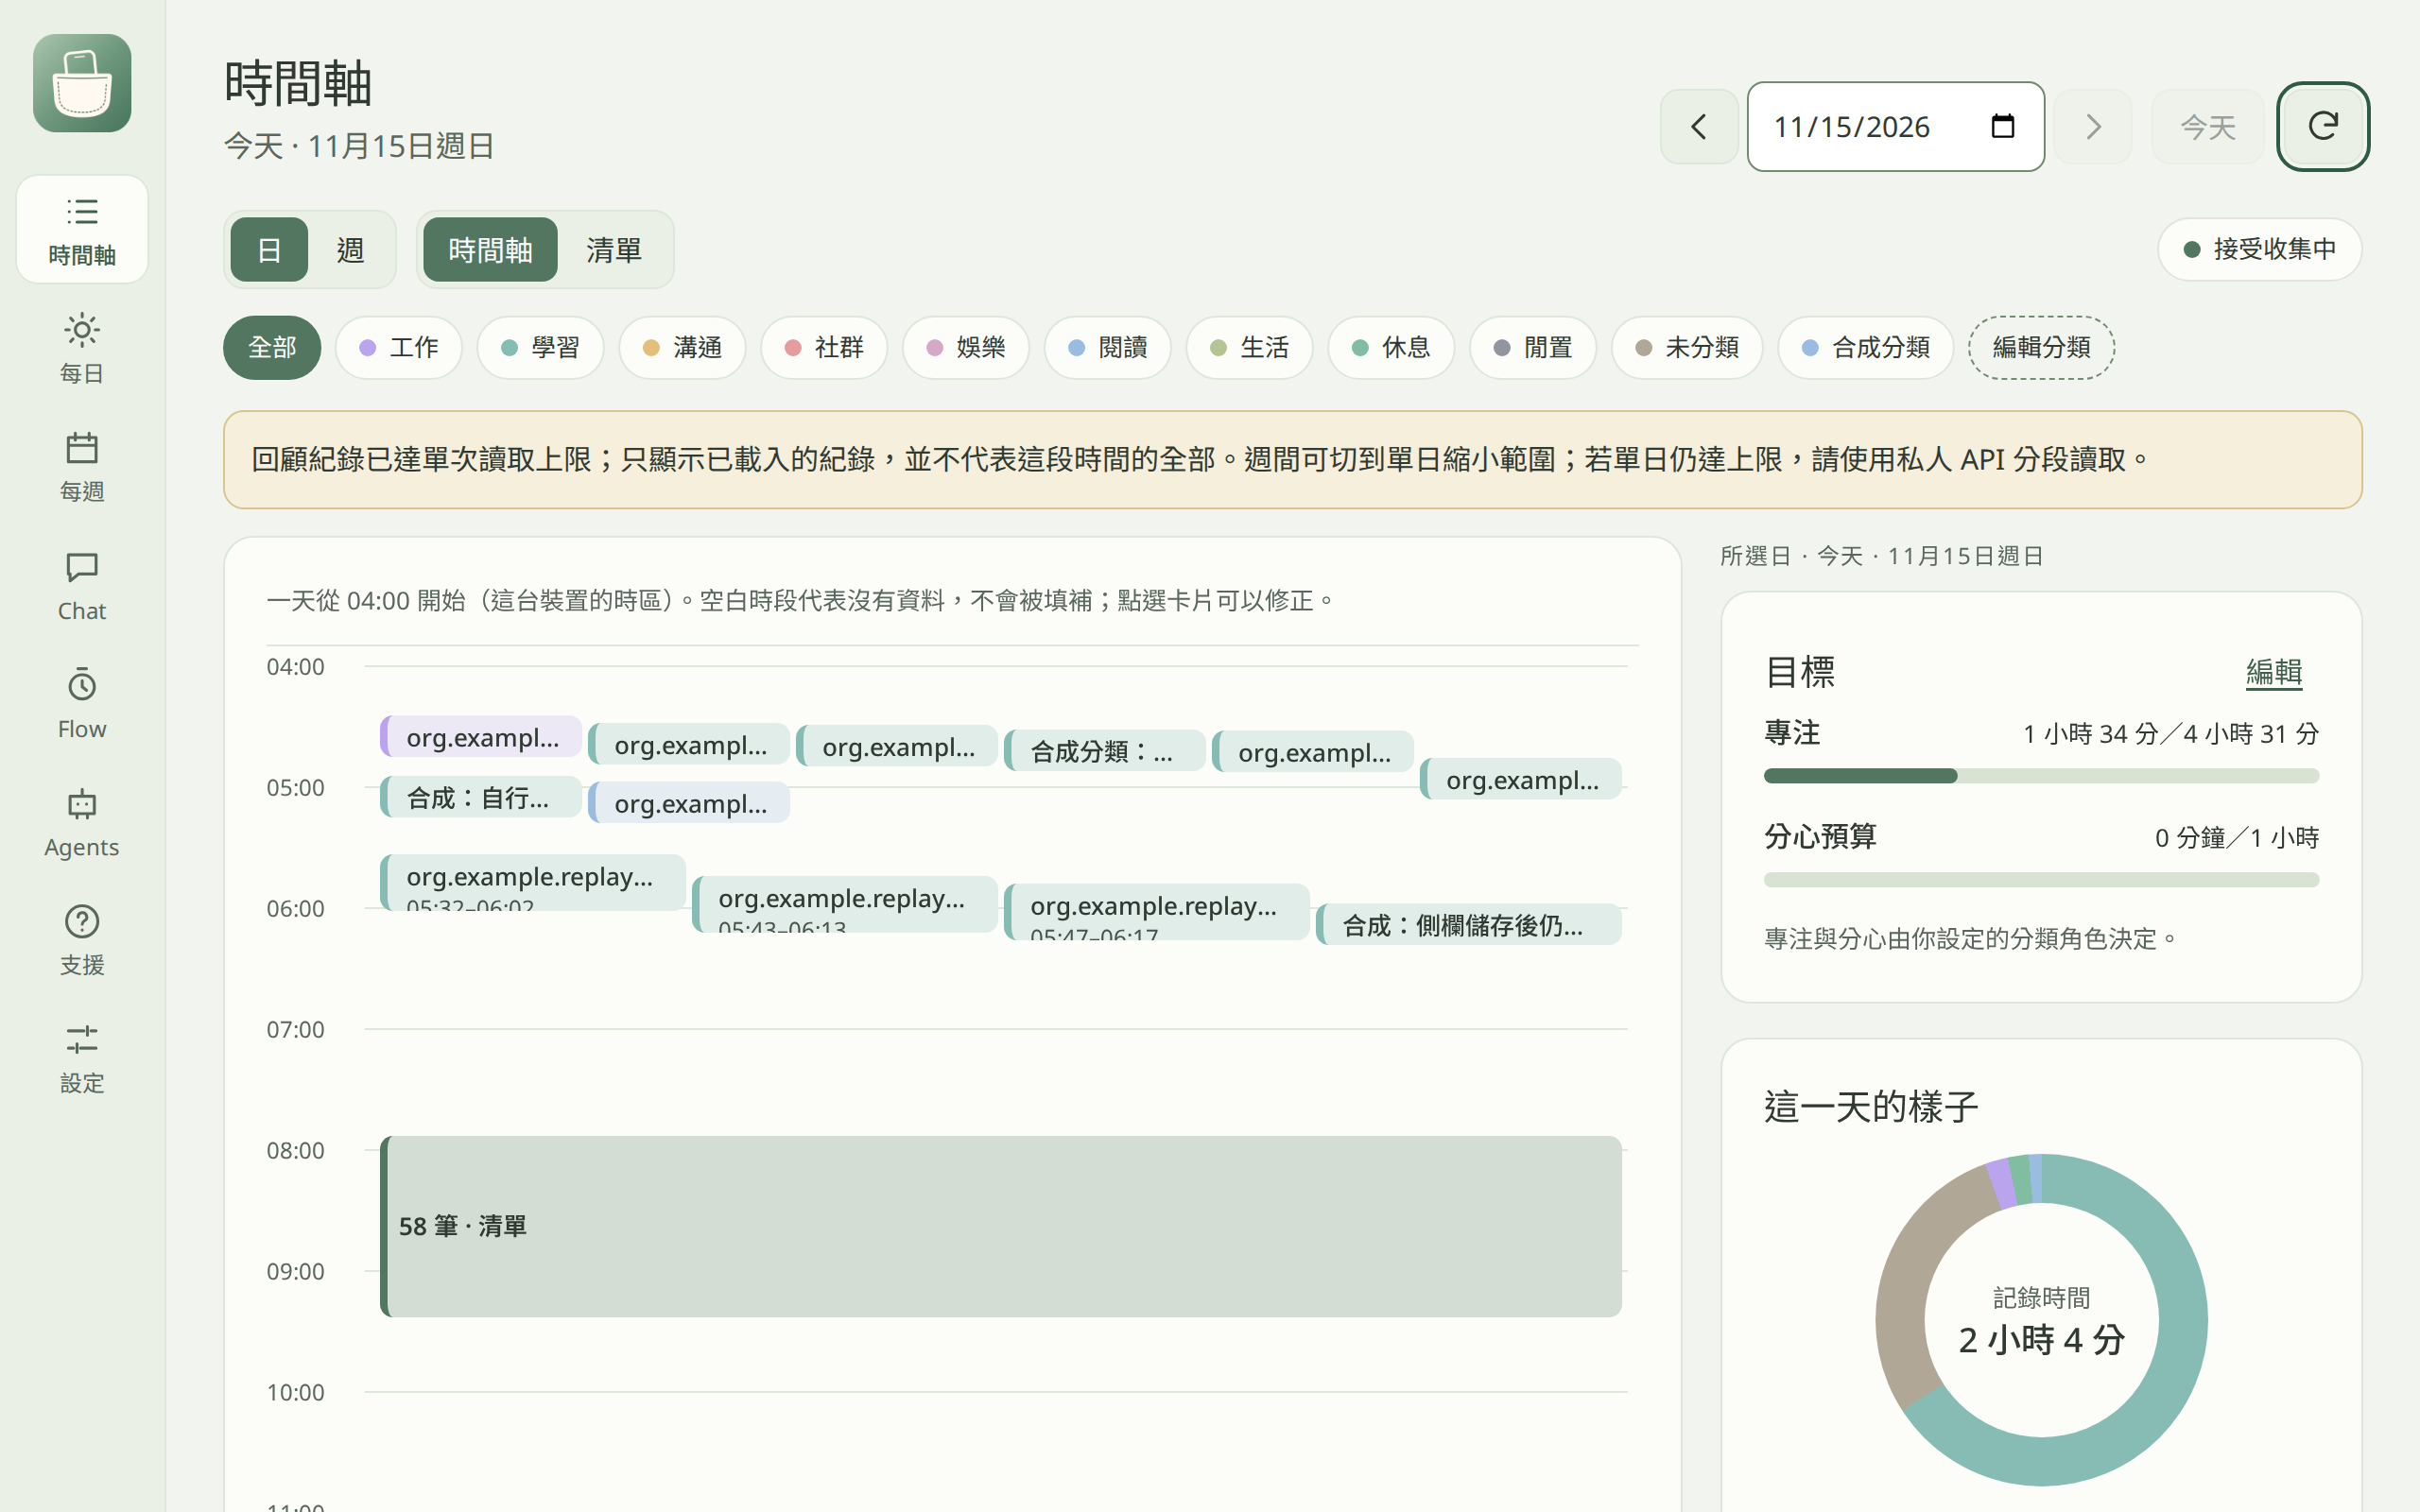 時間軸
今天 · 11月15日週日
11/15/2026
今天
時間軸
每日
每週
Chat
Flow
Agents
支援
設定
日
週
時間軸
清單
接受收集中
全部
工作
學習
溝通
社群
娛樂
閱讀
生活
休息
閒置
未分類
合成分類
編輯分類
回顧紀錄已達單次讀取上限；只顯示已載入的紀錄，並不代表這段時間的全部。週間可切到單日縮小範圍；若單日仍達上限，請使用私人 API 分段讀取。
一天從 04:00 開始（這台裝置的時區）。空白時段代表沒有資料，不會被填補；點選卡片可以修正。
04:00
org.exampl...
org.exampl...
org.exampl...
合成分類：...
org.exampl...
org.exampl...
05:00
合成：自行...
org.exampl...
org.example.replay...
05:32–06:02
org.example.replay...
05:43–06:13
org.example.replay...
05:47–06:17
合成：側欄儲存後仍...
06:00
07:00
08:00
58 筆 · 清單
09:00
10:00
11:00
所選日 · 今天 · 11月15日週日
目標
編輯
專注
1 小時 34 分／4 小時 31 分
分心預算
0 分鐘／1 小時
專注與分心由你設定的分類角色決定。
這一天的樣子
記錄時間
2 小時 4 分